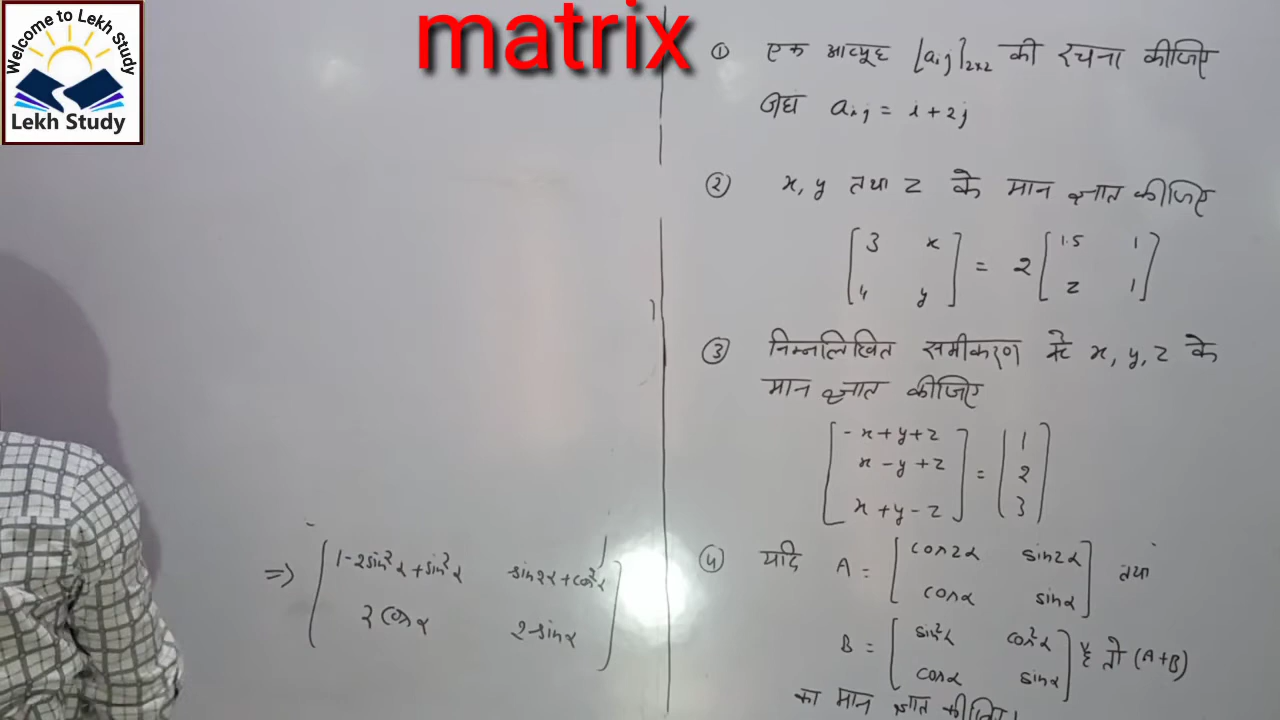 Welcome to Lekh Study
Lekh Study
matrix
① एक आव्यूह [aij]2×2 की रचना कीजिए
जहाँ aij = i + 2j
② x, y तथा z के मान ज्ञात कीजिए
[3 x] = 2 [1.5 1]
[4 y] [z 1]
③ निम्नलिखित समीकरण से x, y, z के
मान ज्ञात कीजिए
[-x+y+z] [1]
[x-y+z] = [2]
[x+y-z] [3]
④ यदि A = [cos2α sin2α] तथा
[cosα sinα]
B = [sin²α cos²α] है तो (A+B)
[cosα sinα]
का मान ज्ञात कीजिए।
=> [1-2sin²α+sin²α sin2α+cos²α]
[2cosα 2sinα]